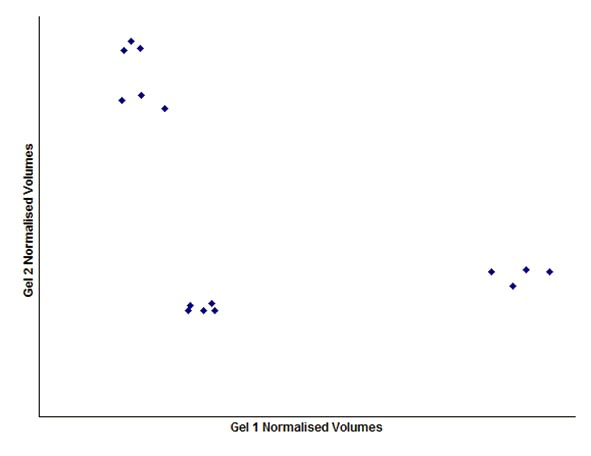 Gel 2 Normalised Volumes
Gel 1 Normalised Volumes